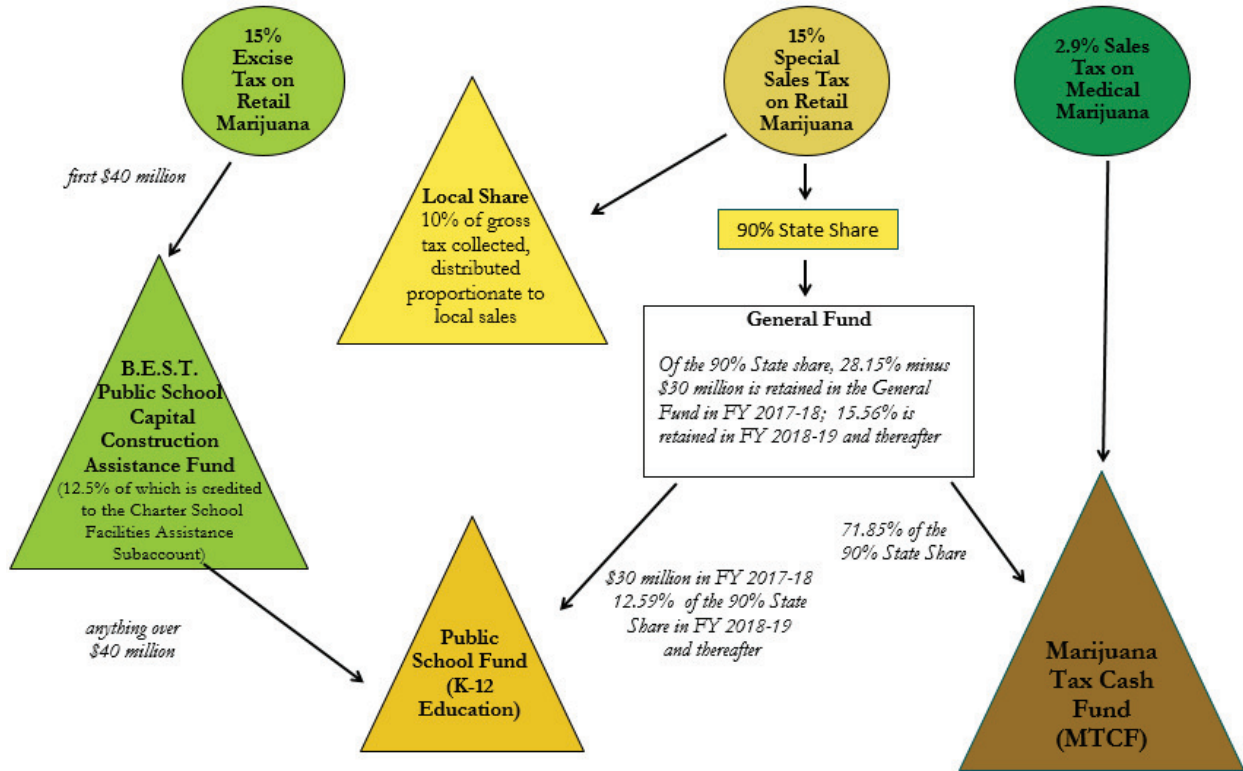 15%
Excise
Tax on
Retail
Marijuana
15%
Special
Sales Tax
on Retail
Marijuana
2.9% Sales
Tax on
Medical
Marijuana
first $40 million
Local Share
10% of gross
tax collected,
distributed
proportionate to
local sales
90% State Share
General Fund
Of the 90% State share, 28.15% minus
$30 million is retained in the General
Fund in FY 2017-18; 15.56% is
retained in FY 2018-19 and thereafter
B.E.S.T.
Public School
Capital
Construction
Assistance Fund
(12.5% of which is credited
to the Charter School
Facilities Assistance
Subaccount)
anything over
$40 million
$30 million in FY 2017-18
12.59% of the 90% State
Share in FY 2018-19
and thereafter
71.85% of the
90% State Share
Public
School Fund
(K-12
Education)
Marijuana
Tax Cash
Fund
(MTCF)